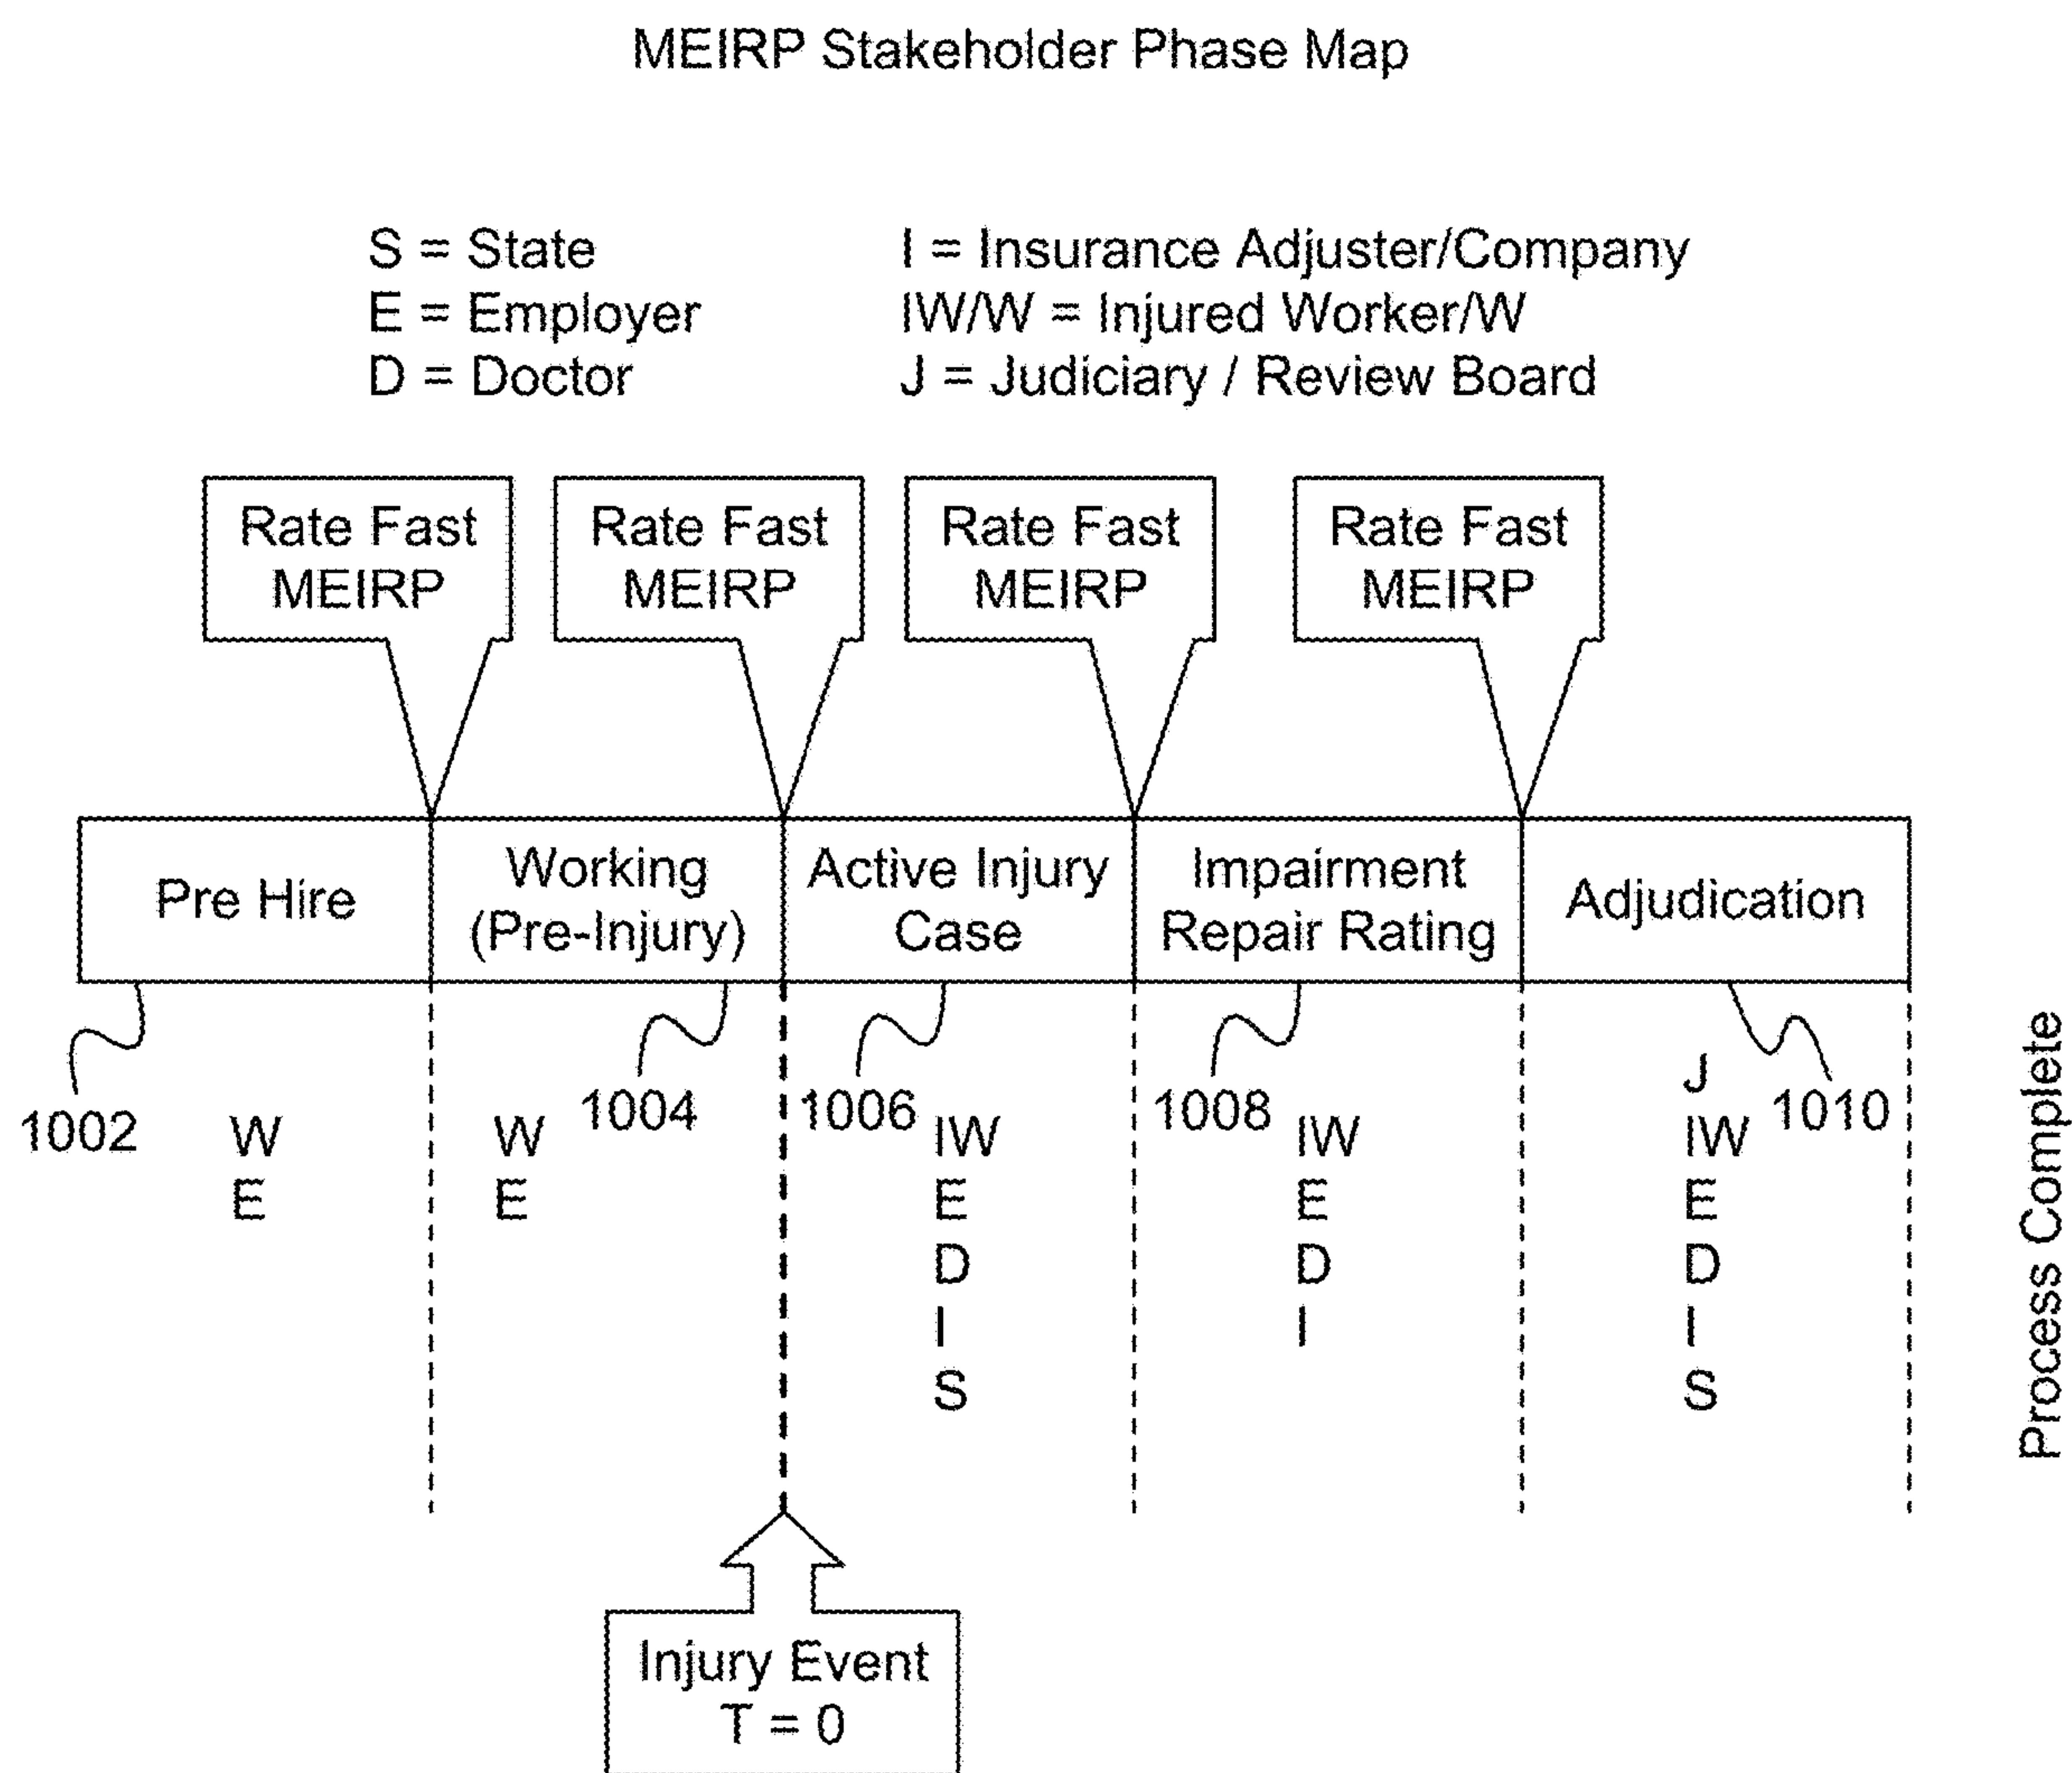 MEIRP Stakeholder Phase Map
S = State
E = Employer
D = Doctor
I = Insurance Adjuster/Company
IW/W = Injured Worker/W
J = Judiciary / Review Board
Rate Fast
MEIRP
Rate Fast
MEIRP
Rate Fast
MEIRP
Rate Fast
MEIRP
Pre Hire
Working
(Pre-Injury)
Active Injury
Case
Impairment
Repair Rating
Adjudication
1002
W
E
1004
W
E
1006
IW
E
D
I
S
1008
IW
E
D
I
1010
J
IW
E
D
I
S
Process Complete
Injury Event
T = 0